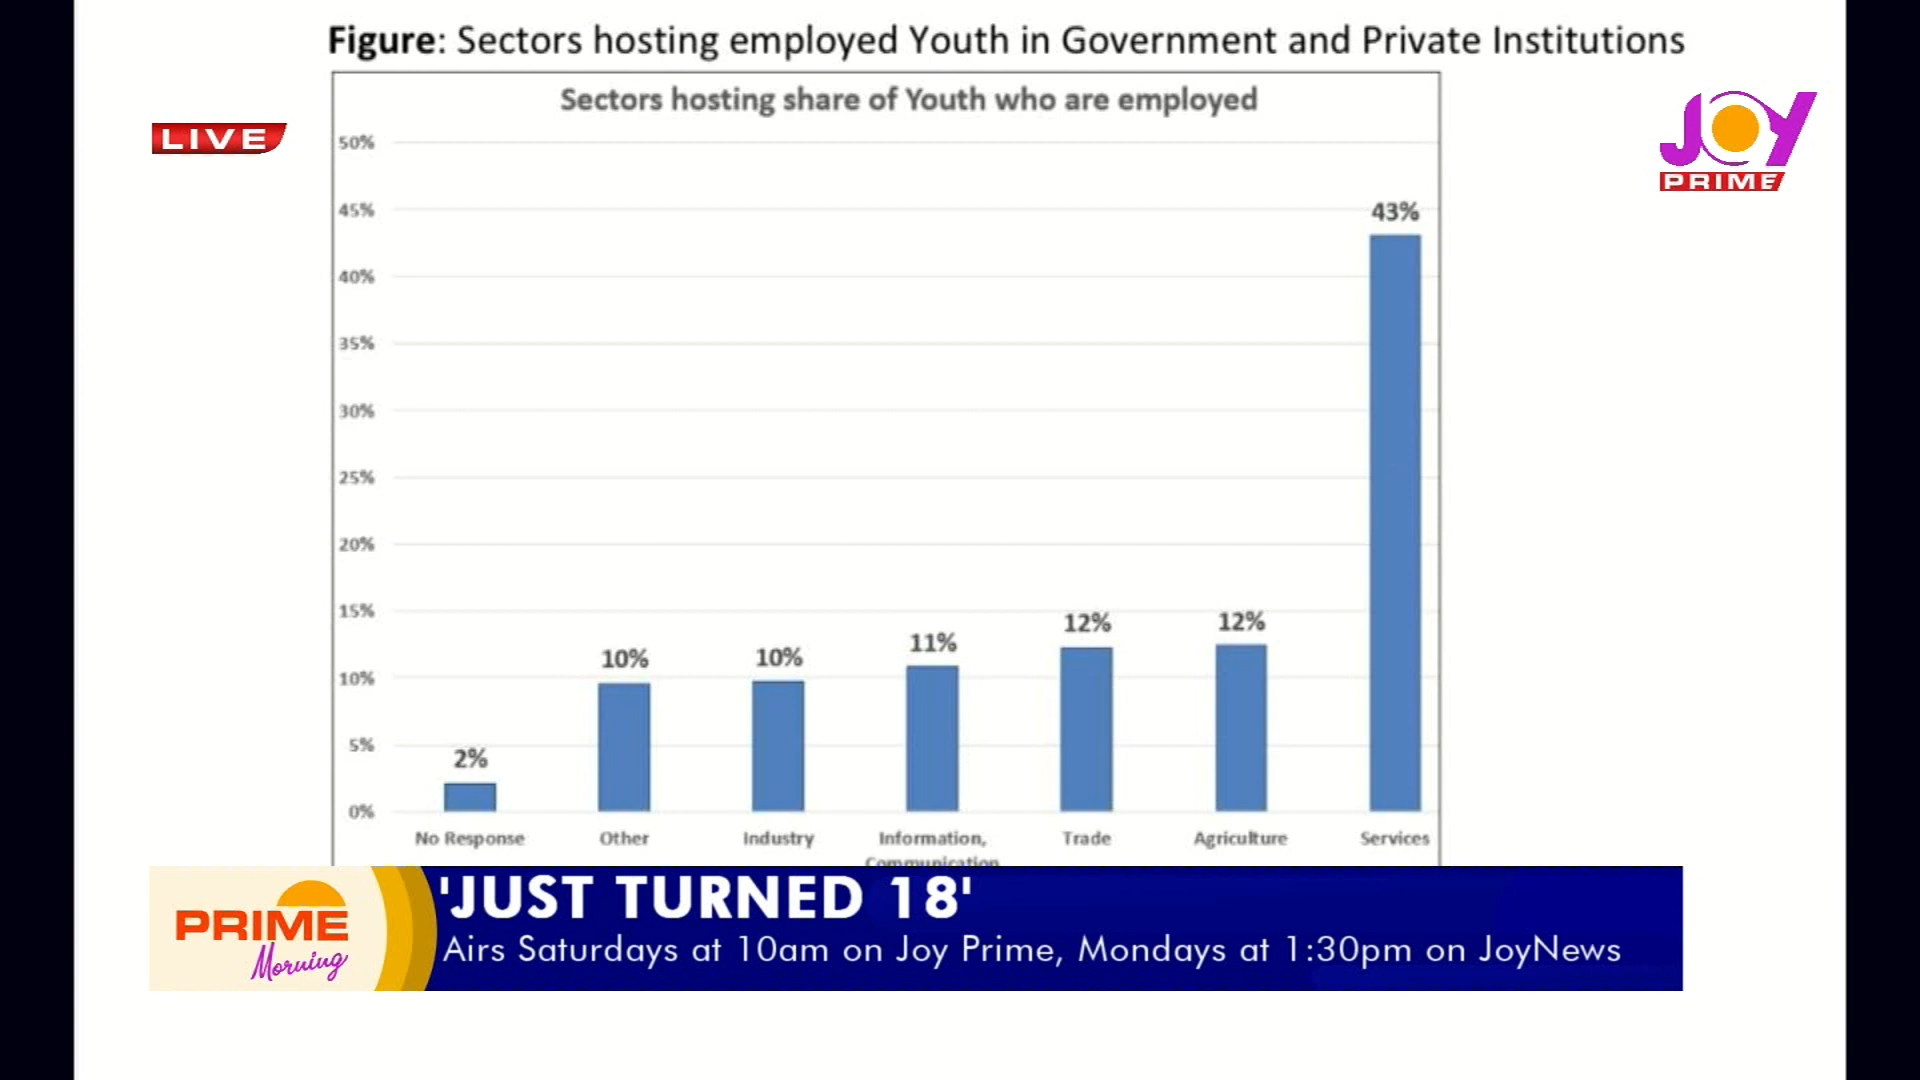 Figure: Sectors hosting employed Youth in Government and Private Institutions
Sectors hosting share of Youth who are employed
LIVE
JOY
PRIME
50%
45%
40%
35%
30%
25%
20%
15%
10%
5%
0%
2%
10%
10%
11%
12%
12%
43%
No Response
Other
Industry
Information,
Communication
Trade
Agriculture
Services
PRIME
Morning
'JUST TURNED 18'
Airs Saturdays at 10am on Joy Prime, Mondays at 1:30pm on JoyNews